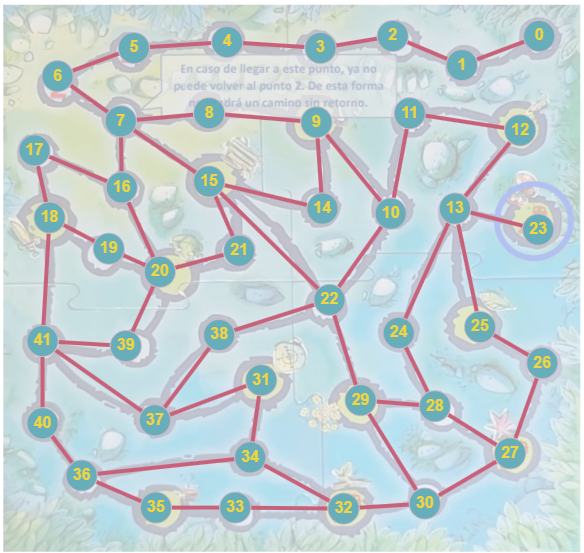 5 4 3 2 1 0
6
En caso de llegar a este punto, ya no
puede volver al punto 2. De esta forma
un camino sin retorno.
7 8 9 11 12
17 16 15 14 10 13
18 19 20 21 23
22
41 39 38 24 25
31 26
40 37 29 28
36 34 27
35 33 32 30